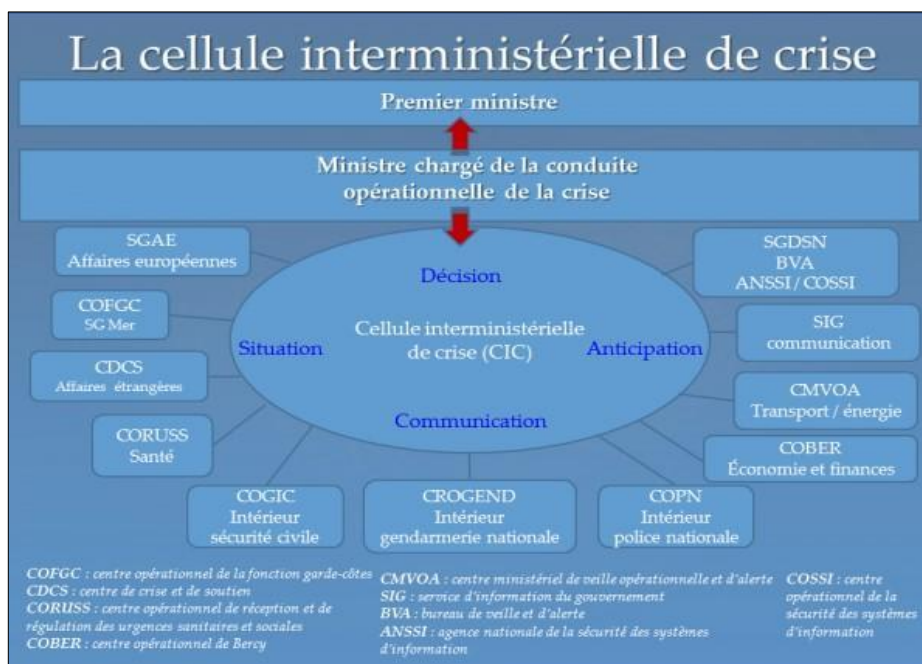 La cellule interministérielle de crise
Premier ministre
Ministre chargé de la conduite
opérationnelle de la crise
SGAE
Affaires européennes
SGDSN
BVA
ANSSI / COSSI
Décision
COFGC
SG Mer
Cellule interministérielle
de crise (CIC)
Situation
Anticipation
SIG
communication
CDCS
Affaires étrangères
CMVOA
Transport / énergie
Communication
CORUSS
Santé
COBER
Économie et finances
COGIC
Intérieur
sécurité civile
CROGEND
Intérieur
gendarmerie nationale
COPN
Intérieur
police nationale
COFGC : centre opérationnel de la fonction garde-côtes
CDCS : centre de crise et de soutien
CORUSS : centre opérationnel de réception et de
régulation des urgences sanitaires et sociales
COBER : centre opérationnel de Bercy
CMVOA : centre ministériel de veille opérationnelle et d'alerte
SIG : service d'information du gouvernement
BVA : bureau de veille et d'alerte
ANSSI : agence nationale de la sécurité des systèmes
d'information
COSSI : centre
opérationnel de la
sécurité des systèmes
d'information